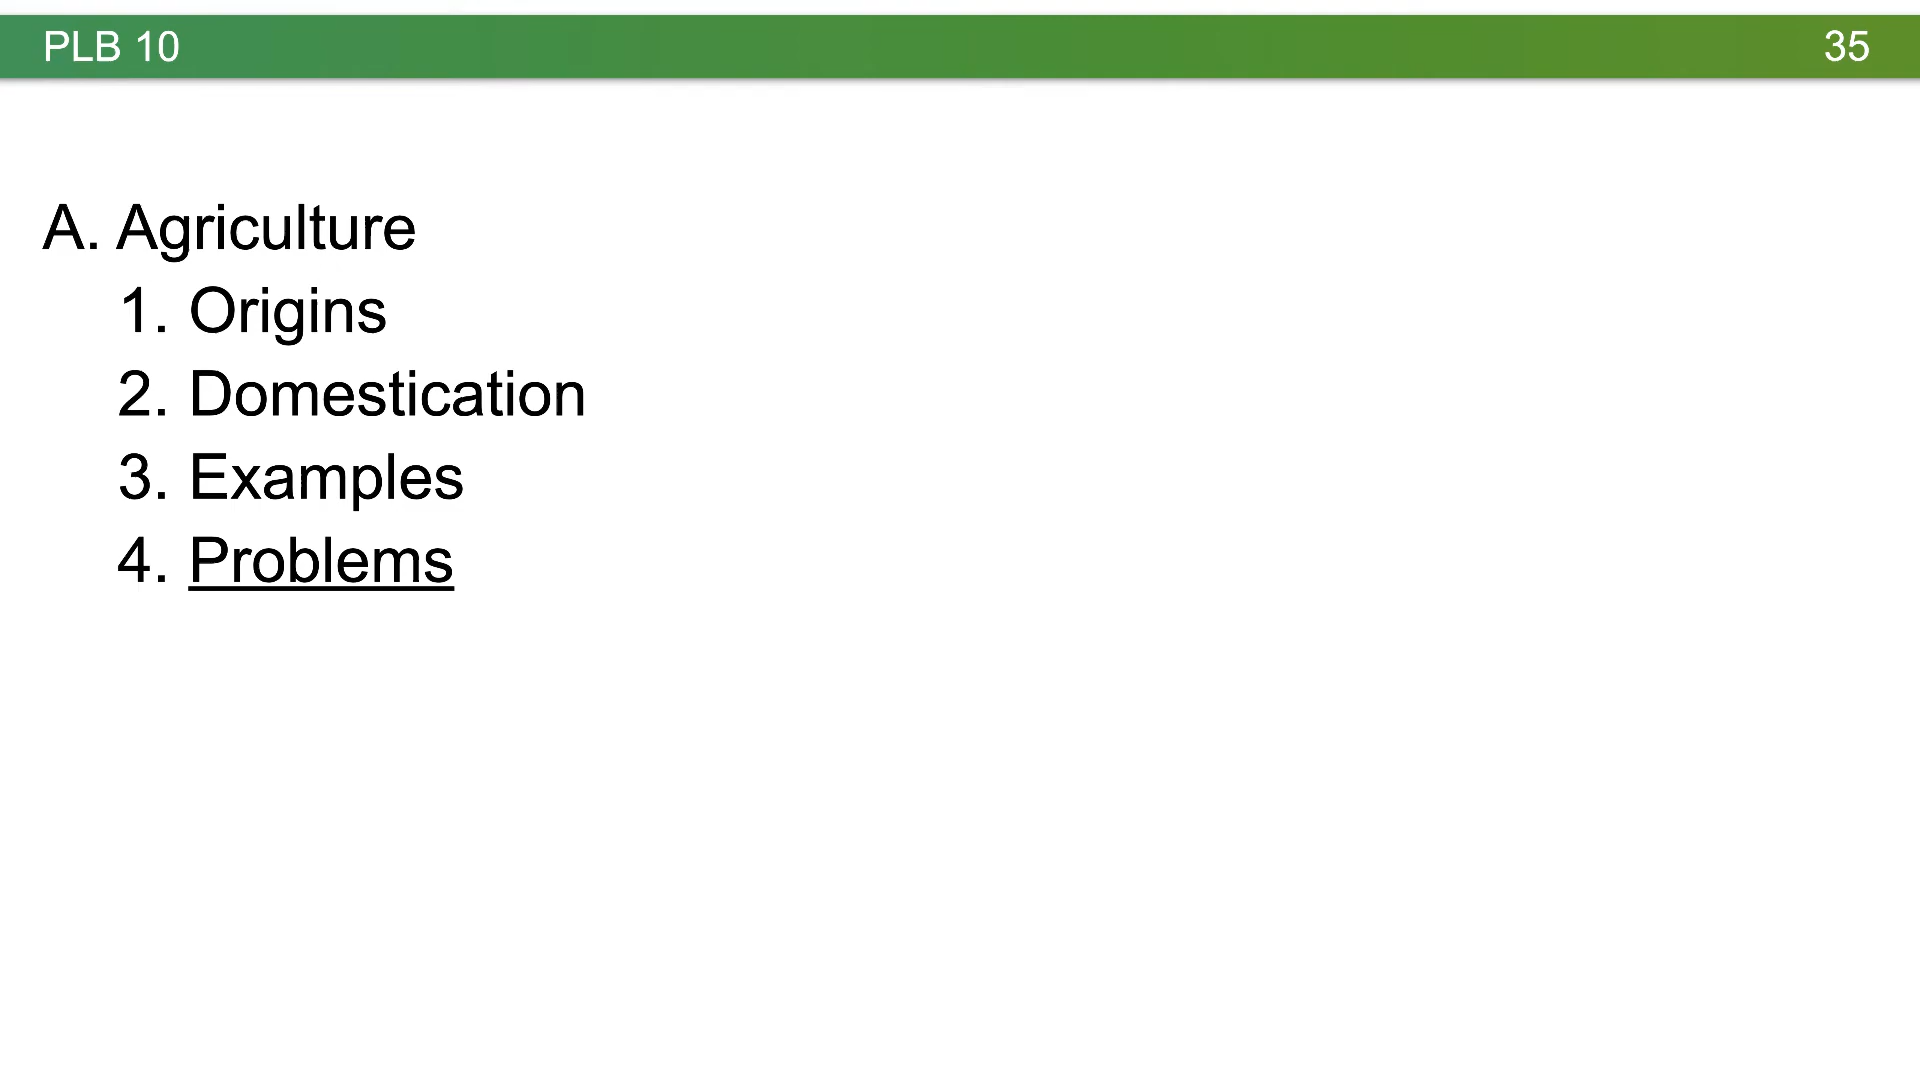 PLB 10
35
A. Agriculture
1. Origins
2. Domestication
3. Examples
4. Problems